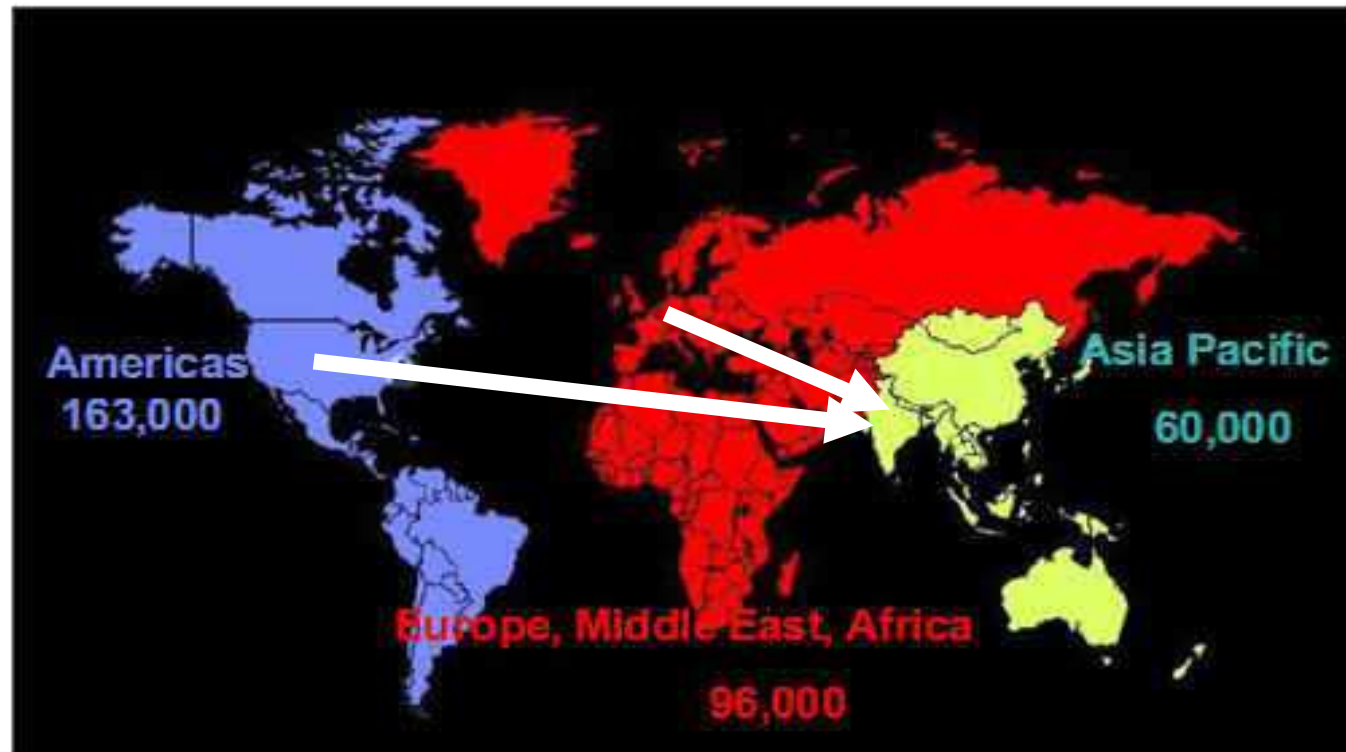 Americas
163,000
Asia Pacific
60,000
Europe, Middle East, Africa
96,000